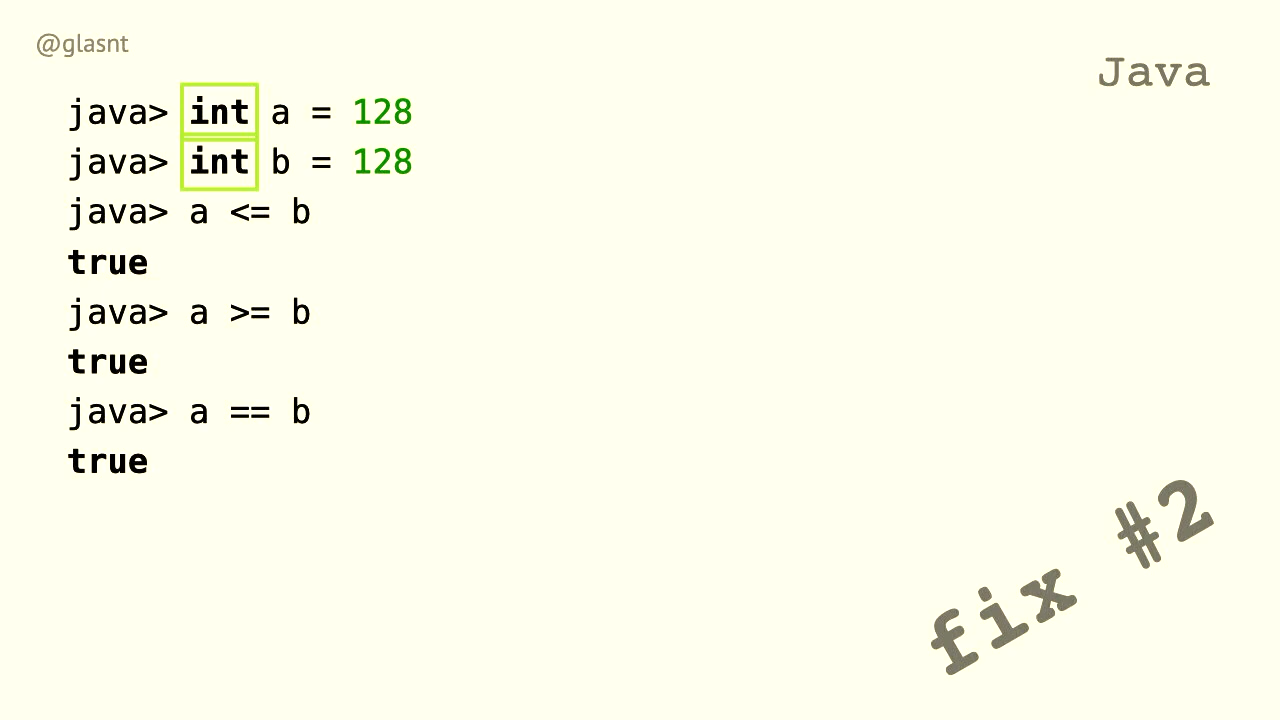 @glasnt
Java
java> int a = 128
java> int b = 128
java> a <= b
true
java> a >= b
true
java> a == b
true
fix #2